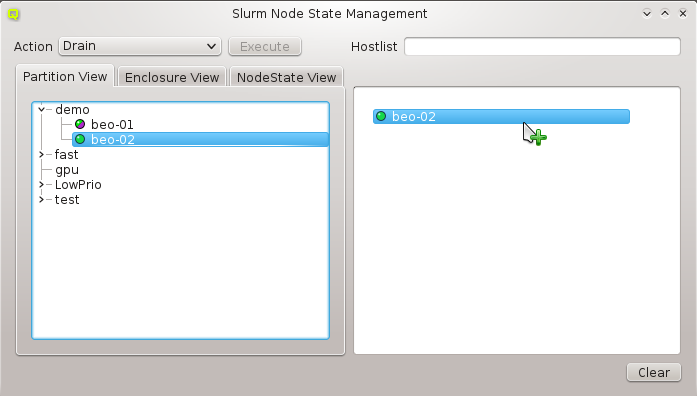 Slurm Node State Management
Action Drain Execute Hostlist
Partition View Enclosure View NodeState View
demo
beo-01
beo-02
fast
gpu
LowPrio
test
beo-02
Clear